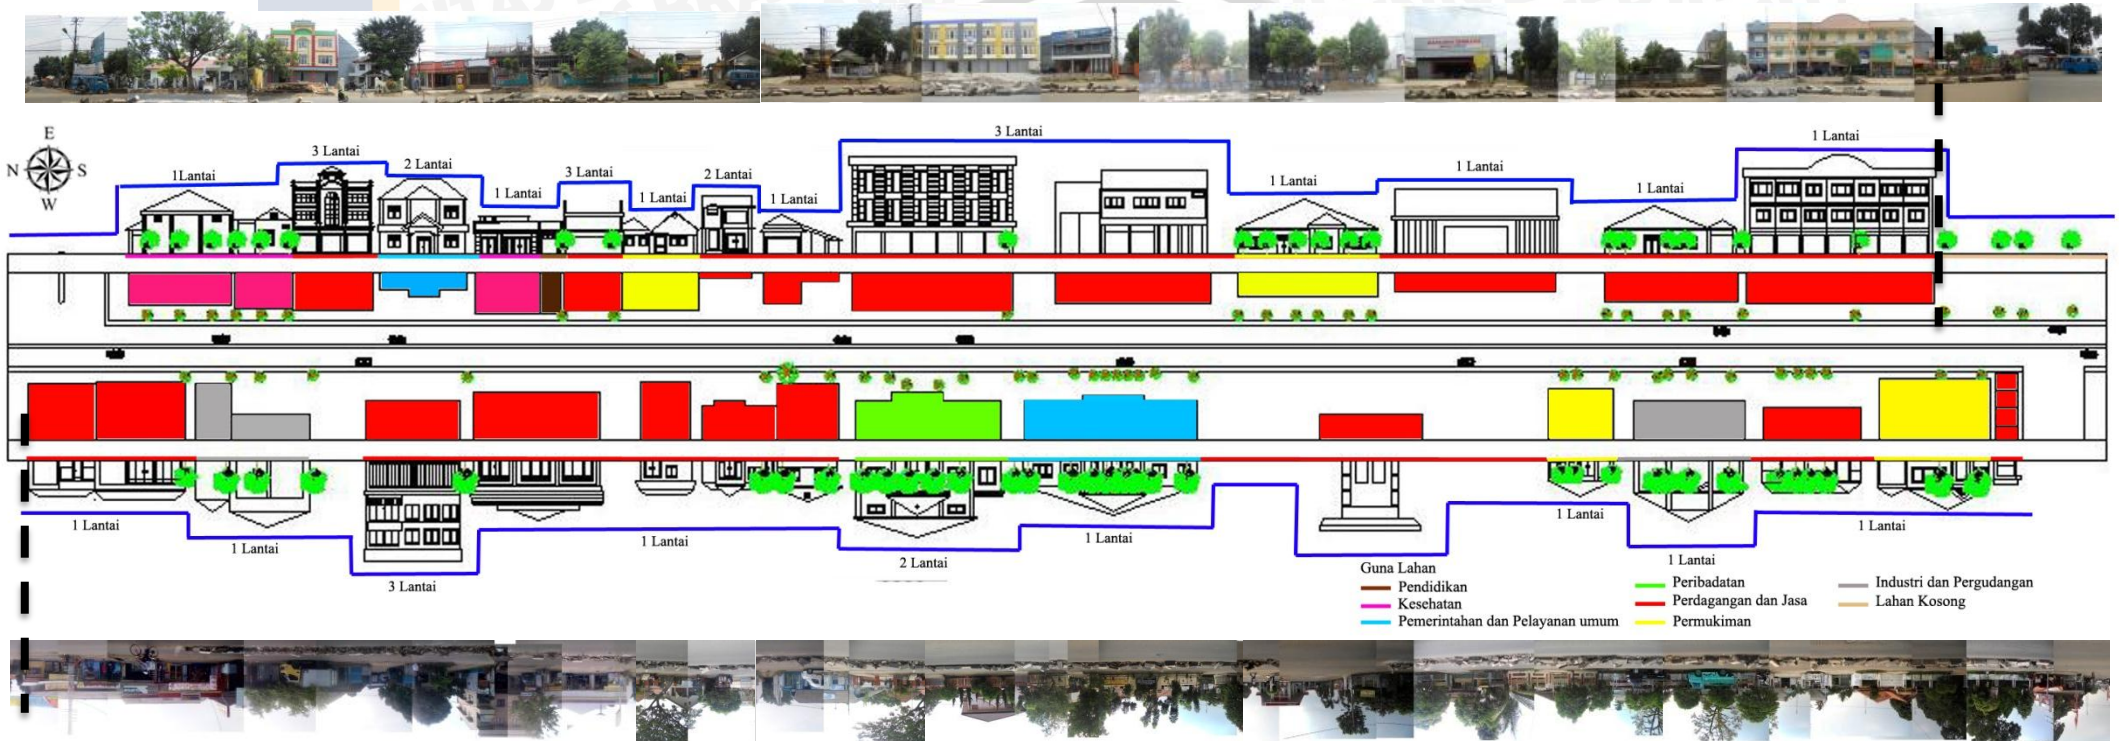 3 Lantai
1 Lantai
E
N
S
W
1Lantai
3 Lantai
2 Lantai
1 Lantai
3 Lantai
1 Lantai
2 Lantai
1 Lantai
1 Lantai
1 Lantai
1 Lantai
1 Lantai
1 Lantai
3 Lantai
1 Lantai
2 Lantai
1 Lantai
1 Lantai
1 Lantai
1 Lantai
Guna Lahan
Pendidikan
Kesehatan
Pemerintahan dan Pelayanan umum
Peribadatan
Perdagangan dan Jasa
Permukiman
Industri dan Pergudangan
Lahan Kosong